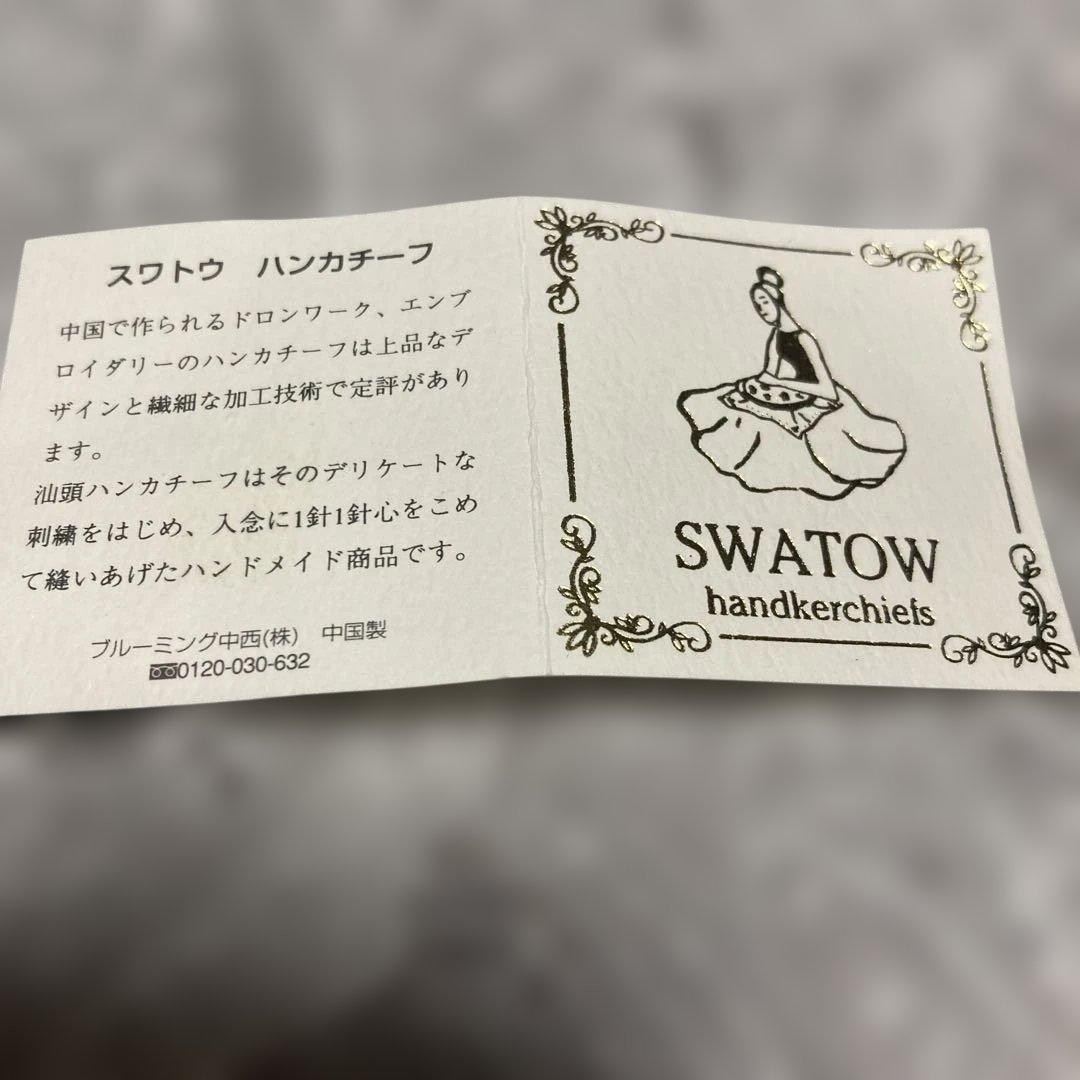 スワトウ ハンカチーフ
中国で作られるドロンワーク、エンブ
ロイダリーのハンカチーフは上品なデ
ザインと繊細な加工技術で定評があり
ます。
汕頭ハンカチーフはそのデリケートな
刺繍をはじめ、入念に1針1針心をこめ
て縫いあげたハンドメイド商品です。
ブルーミング中西(株) 中国製
0120-030-632
SWATOW
handkerchiefs